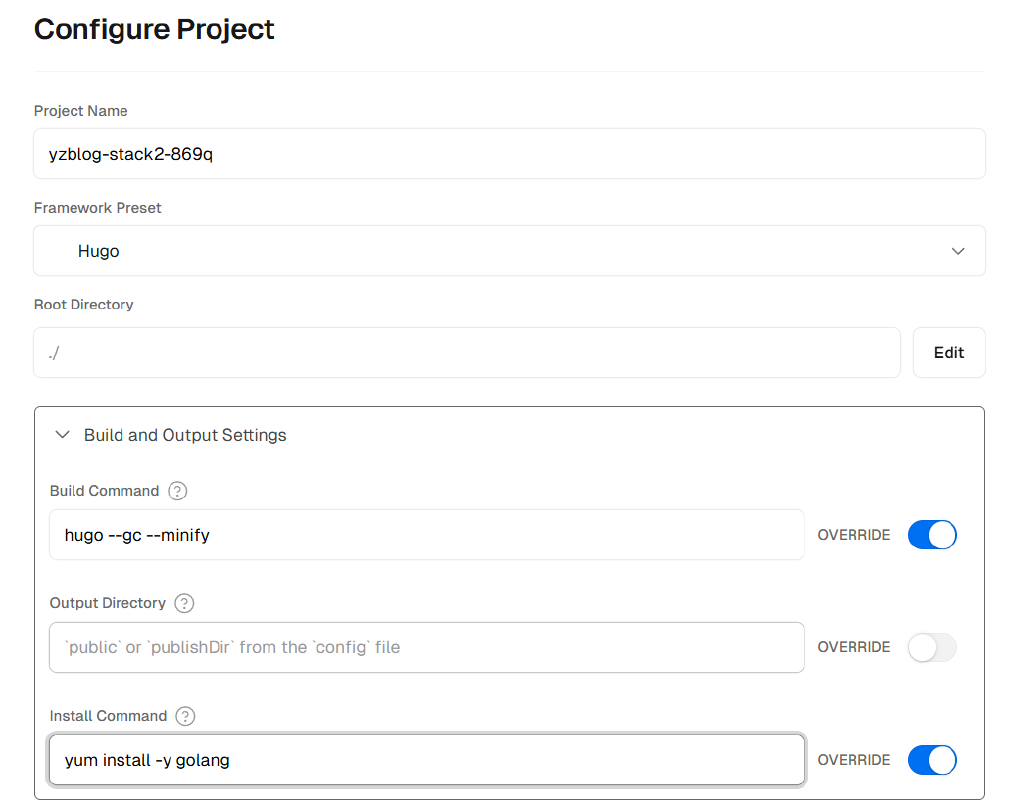 Configure Project
Project Name
yzblog-stack2-869q
Framework Preset
Hugo
Root Directory
./
Edit
Build and Output Settings
Build Command ?
hugo --gc --minify
OVERRIDE
Output Directory ?
`public` or `publishDir` from the `config` file
OVERRIDE
Install Command ?
yum install -y golang
OVERRIDE